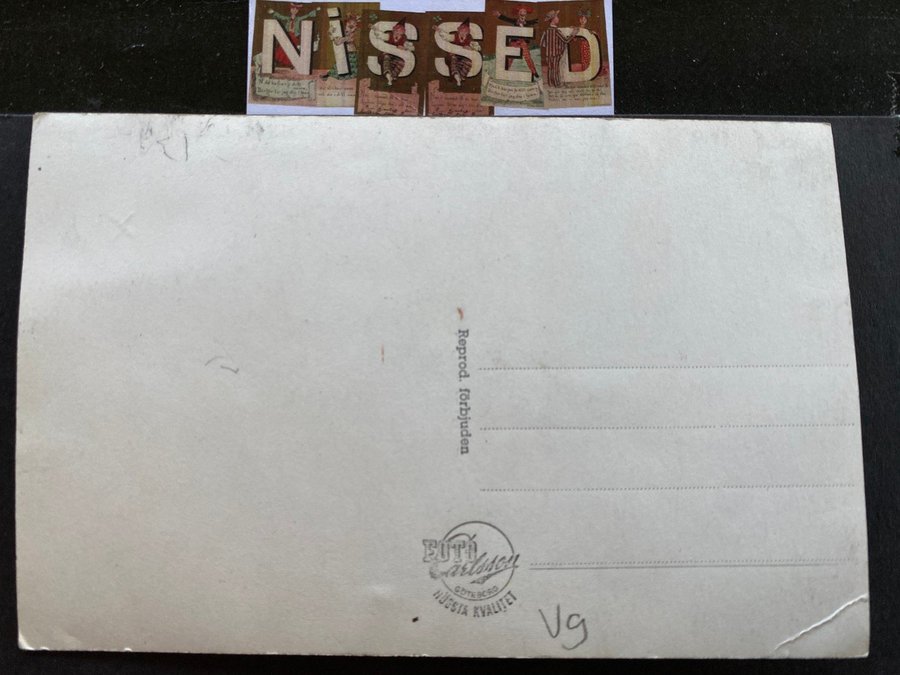 NiSSED
Reprod. förbjuden
FOTO
Carlsson
GÖTEBORG
HÖGSTA KVALITET
Vg